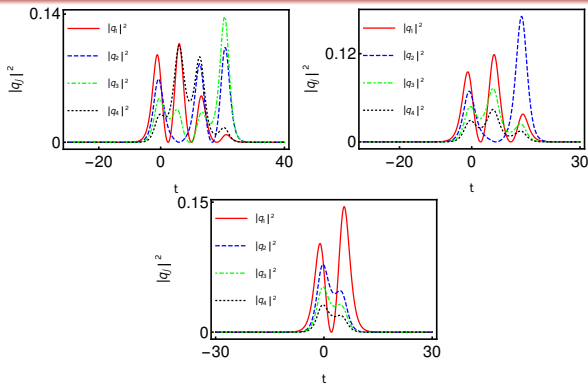 0.14
|q₁|²
|q₂|²
|q₃|²
|q₄|²
|qⱼ|²
0
-20 0 20 40
t
0.12
|q₁|²
|q₂|²
|q₃|²
|q₄|²
|qⱼ|²
0
-20 0 30
t
0.15
|q₁|²
|q₂|²
|q₃|²
|q₄|²
|qⱼ|²
0
-30 0 30
t